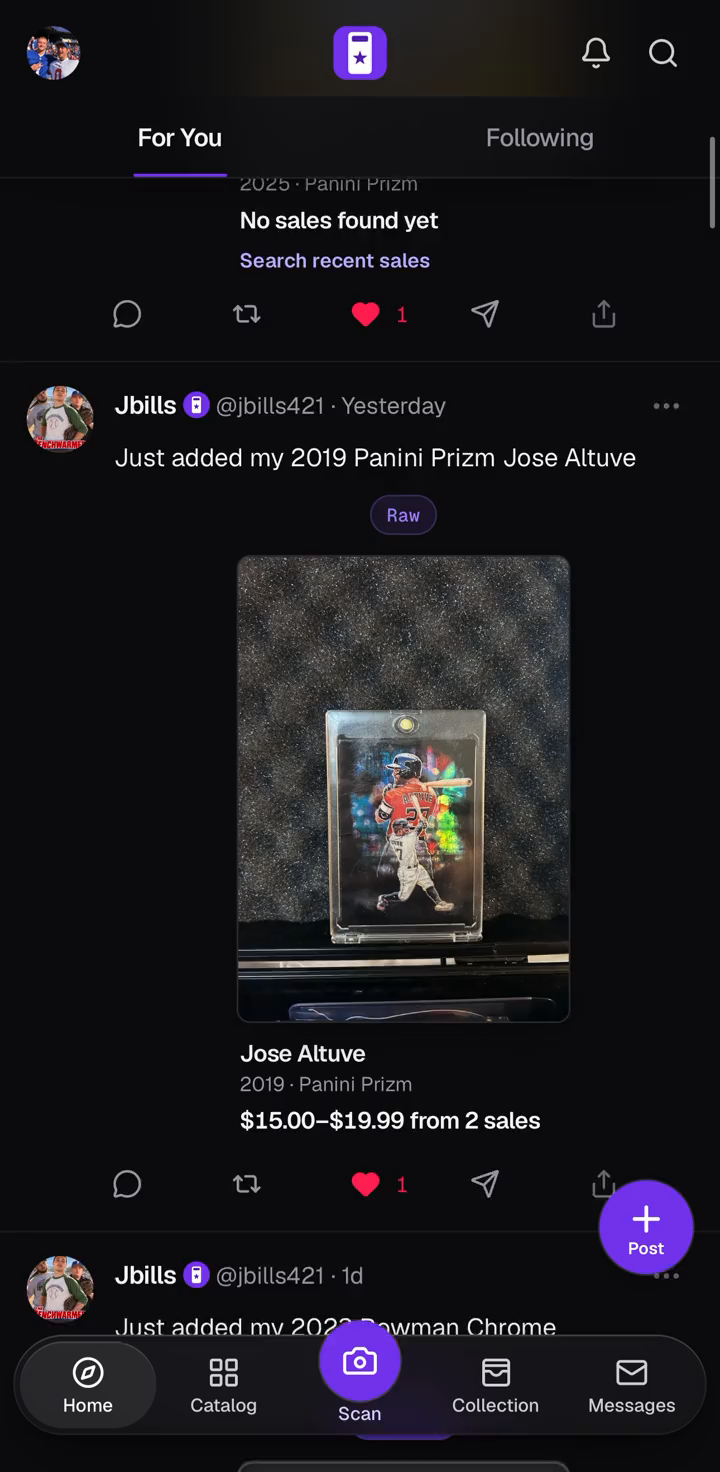 For You
Following
2025 · Panini Prizm
No sales found yet
Search recent sales
1
Jbills @jbills421 · Yesterday
Just added my 2019 Panini Prizm Jose Altuve
Raw
Jose Altuve
2019 · Panini Prizm
$15.00–$19.99 from 2 sales
1
Post
Jbills @jbills421 · 1d
Just added my 2023 Bowman Chrome
Home
Catalog
Scan
Collection
Messages